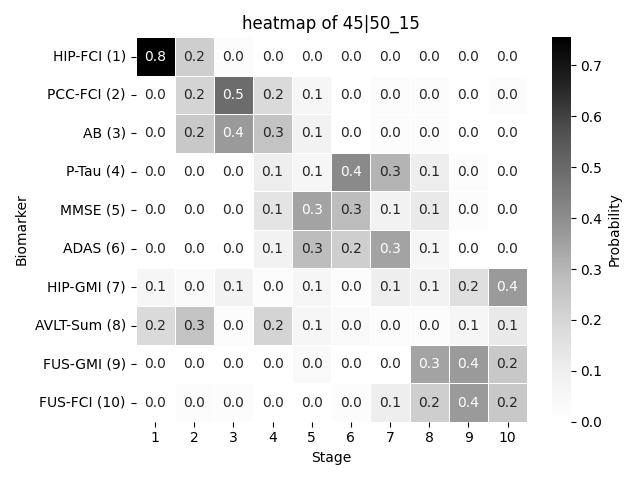 heatmap of 45|50_15
HIP-FCI (1) 0.8 0.2 0.0 0.0 0.0 0.0 0.0 0.0 0.0 0.0
PCC-FCI (2) 0.0 0.2 0.5 0.2 0.1 0.0 0.0 0.0 0.0 0.0
AB (3) 0.0 0.2 0.4 0.3 0.1 0.0 0.0 0.0 0.0 0.0
P-Tau (4) 0.0 0.0 0.0 0.1 0.1 0.4 0.3 0.1 0.0 0.0
MMSE (5) 0.0 0.0 0.0 0.1 0.3 0.3 0.1 0.1 0.0 0.0
ADAS (6) 0.0 0.0 0.0 0.1 0.3 0.2 0.3 0.1 0.0 0.0
HIP-GMI (7) 0.1 0.0 0.1 0.0 0.1 0.0 0.1 0.1 0.2 0.4
AVLT-Sum (8) 0.2 0.3 0.0 0.2 0.1 0.0 0.0 0.0 0.1 0.1
FUS-GMI (9) 0.0 0.0 0.0 0.0 0.0 0.0 0.0 0.3 0.4 0.2
FUS-FCI (10) 0.0 0.0 0.0 0.0 0.0 0.0 0.1 0.2 0.4 0.2
1 2 3 4 5 6 7 8 9 10
Stage
Biomarker
0.7
0.6
0.5
0.4
0.3
0.2
0.1
0.0
Probability